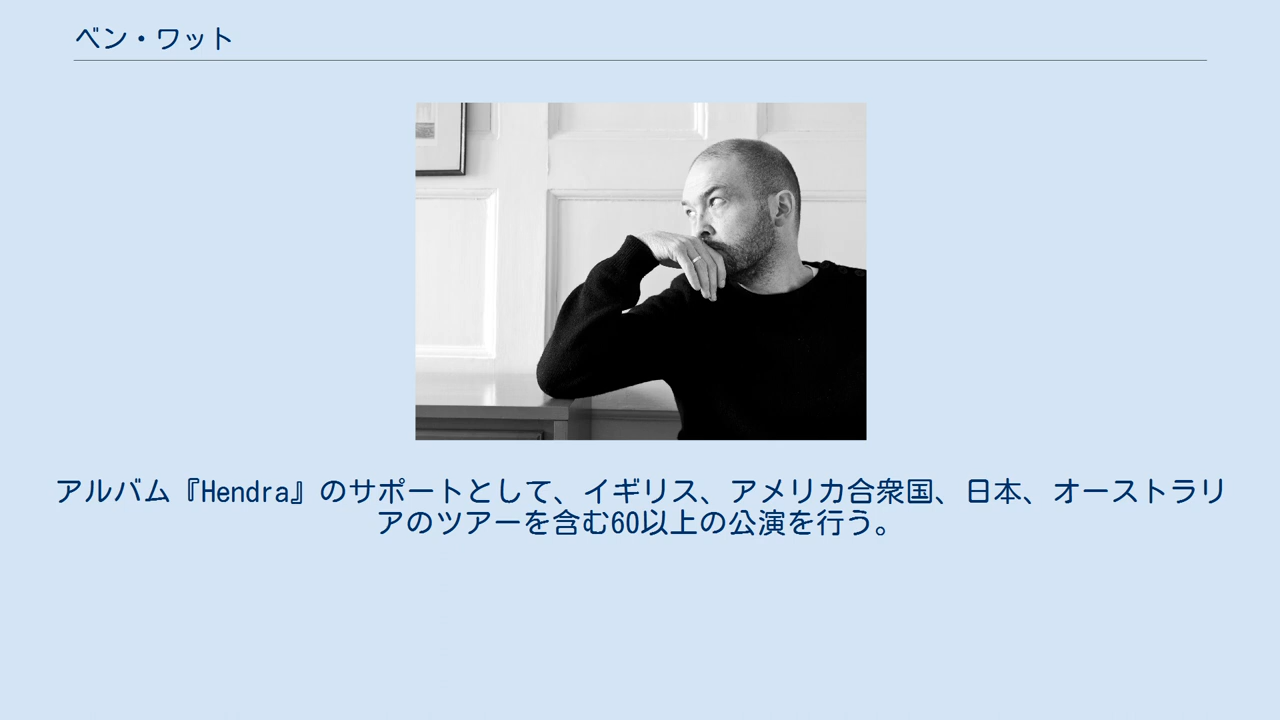 ベン・ワット
アルバム『Hendra』のサポートとして、イギリス、アメリカ合衆国、日本、オーストラリ
アのツアーを含む60以上の公演を行う。